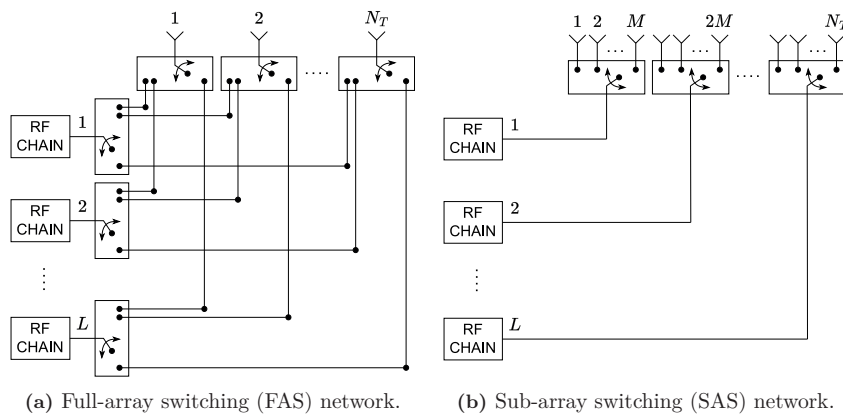 1 2 N_T
1 2 M 2M N_T
1
RF
CHAIN
2
RF
CHAIN
L
RF
CHAIN
1
RF
CHAIN
2
RF
CHAIN
L
RF
CHAIN
(a) Full-array switching (FAS) network.
(b) Sub-array switching (SAS) network.